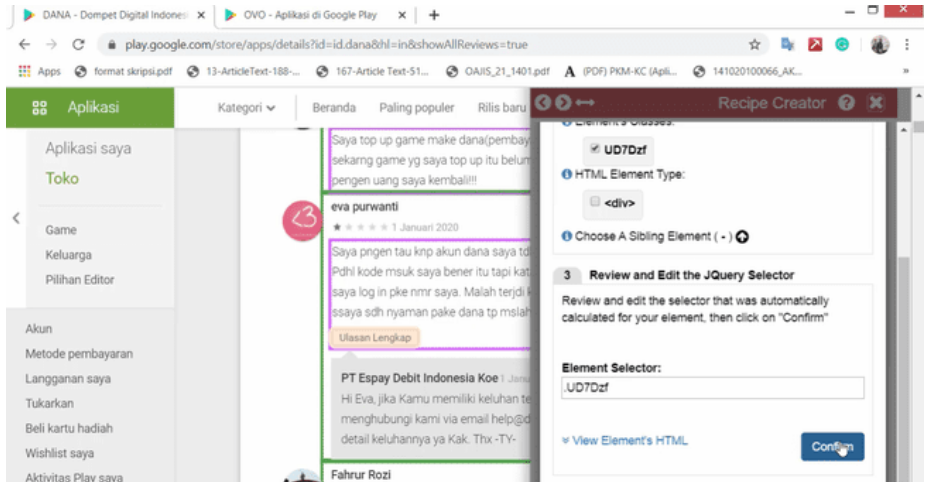 DANA - Dompet Digital Indones
OVO - Aplikasi di Google Play
play.google.com/store/apps/details?id=id.dana&hl=in&showAllReviews=true
Apps
format skripsi.pdf
13-ArticleText-188-...
167-Article Text-51...
OAJIS_21_1401.pdf
(PDF) PKM-KC (Apli...
141020100066_AK...
Aplikasi
Kategori
Beranda
Paling populer
Rilis baru
Aplikasi saya
Toko
Game
Keluarga
Pilihan Editor
Akun
Metode pembayaran
Langganan saya
Tukarkan
Beli kartu hadiah
Wishlist saya
Aktivitas Play saya
Saya top up game make dana(pembay
sekarng game yg saya top up itu belum
pengen uang saya kembali!!!
<3
eva purwanti
1 Januari 2020
Saya pngen tau knp akun dana saya td
Pdhl kode msuk saya bener itu tapi kat
saya log in pke nmr saya. Malah terjdi k
ssaya sdh nyaman pake dana tp mslah
Ulasan Lengkap
PT Espay Debit Indonesia Koe 1 Janu
Hi Eva, jika Kamu memiliki keluhan te
menghubungi kami via email help@d
detail keluhannya ya Kak. Thx -TY-
Fahrur Rozi
Recipe Creator
Element's Classes:
UD7Dzf
HTML Element Type:
<div>
Choose A Sibling Element ( - )
3 Review and Edit the JQuery Selector
Review and edit the selector that was automatically
calculated for your element, then click on "Confirm"
Element Selector:
.UD7Dzf
View Element's HTML
Confirm